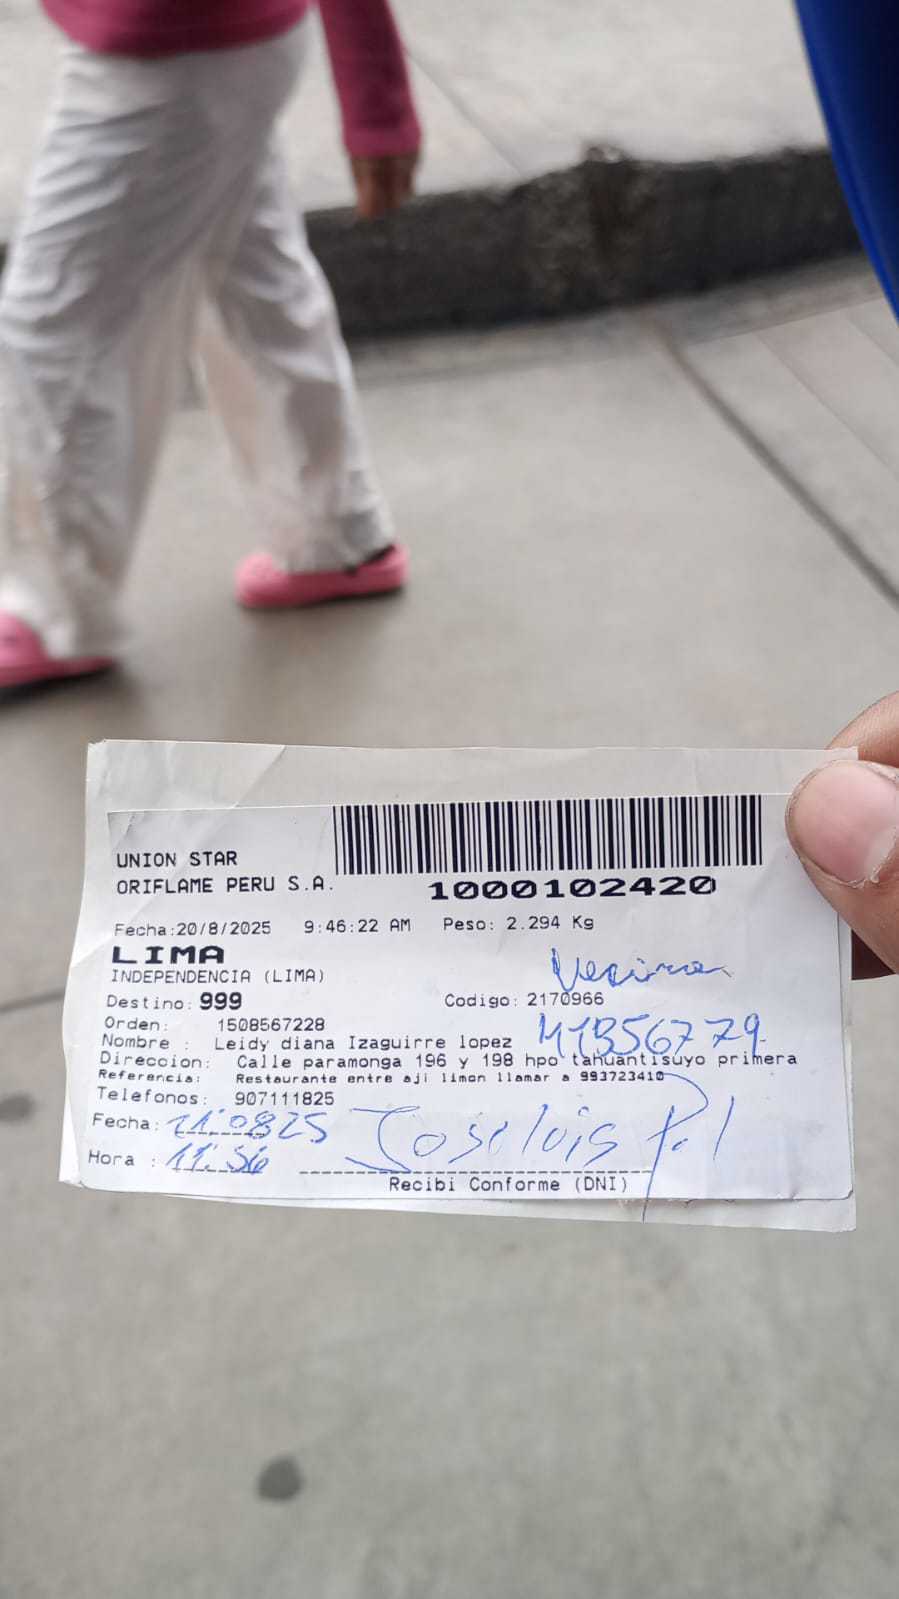 UNION STAR
ORIFLAME PERU S.A.
1000102420
Fecha:20/8/2025 9:46:22 AM Peso: 2.294 Kg
LIMA
INDEPENDENCIA (LIMA)
Vecina
Destino: 999 Codigo: 2170966
Orden: 1508567228
Nombre : Leidy diana Izaguirre lopez
Direccion: Calle paramonga 196 y 198 hpo tahuantisuyo primera
Referencia: Restaurante entre aji limon llamar a 993723410
Telefonos: 907111825
Fecha: 21.08.25
Jose luis
Hora : 11:56
Recibi Conforme (DNI)